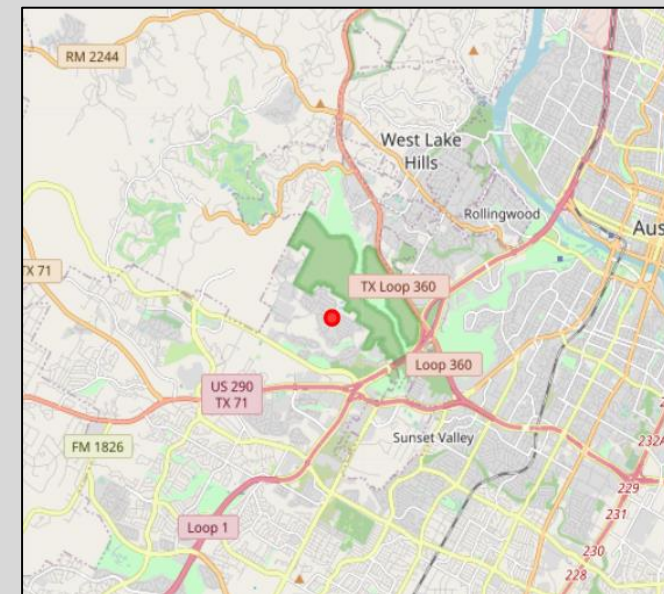 RM 2244
West Lake
Hills
Rollingwood
Aus
TX 71
TX Loop 360
Loop 360
US 290
TX 71
Sunset Valley
FM 1826
232A
229
Loop 1
231
230
228